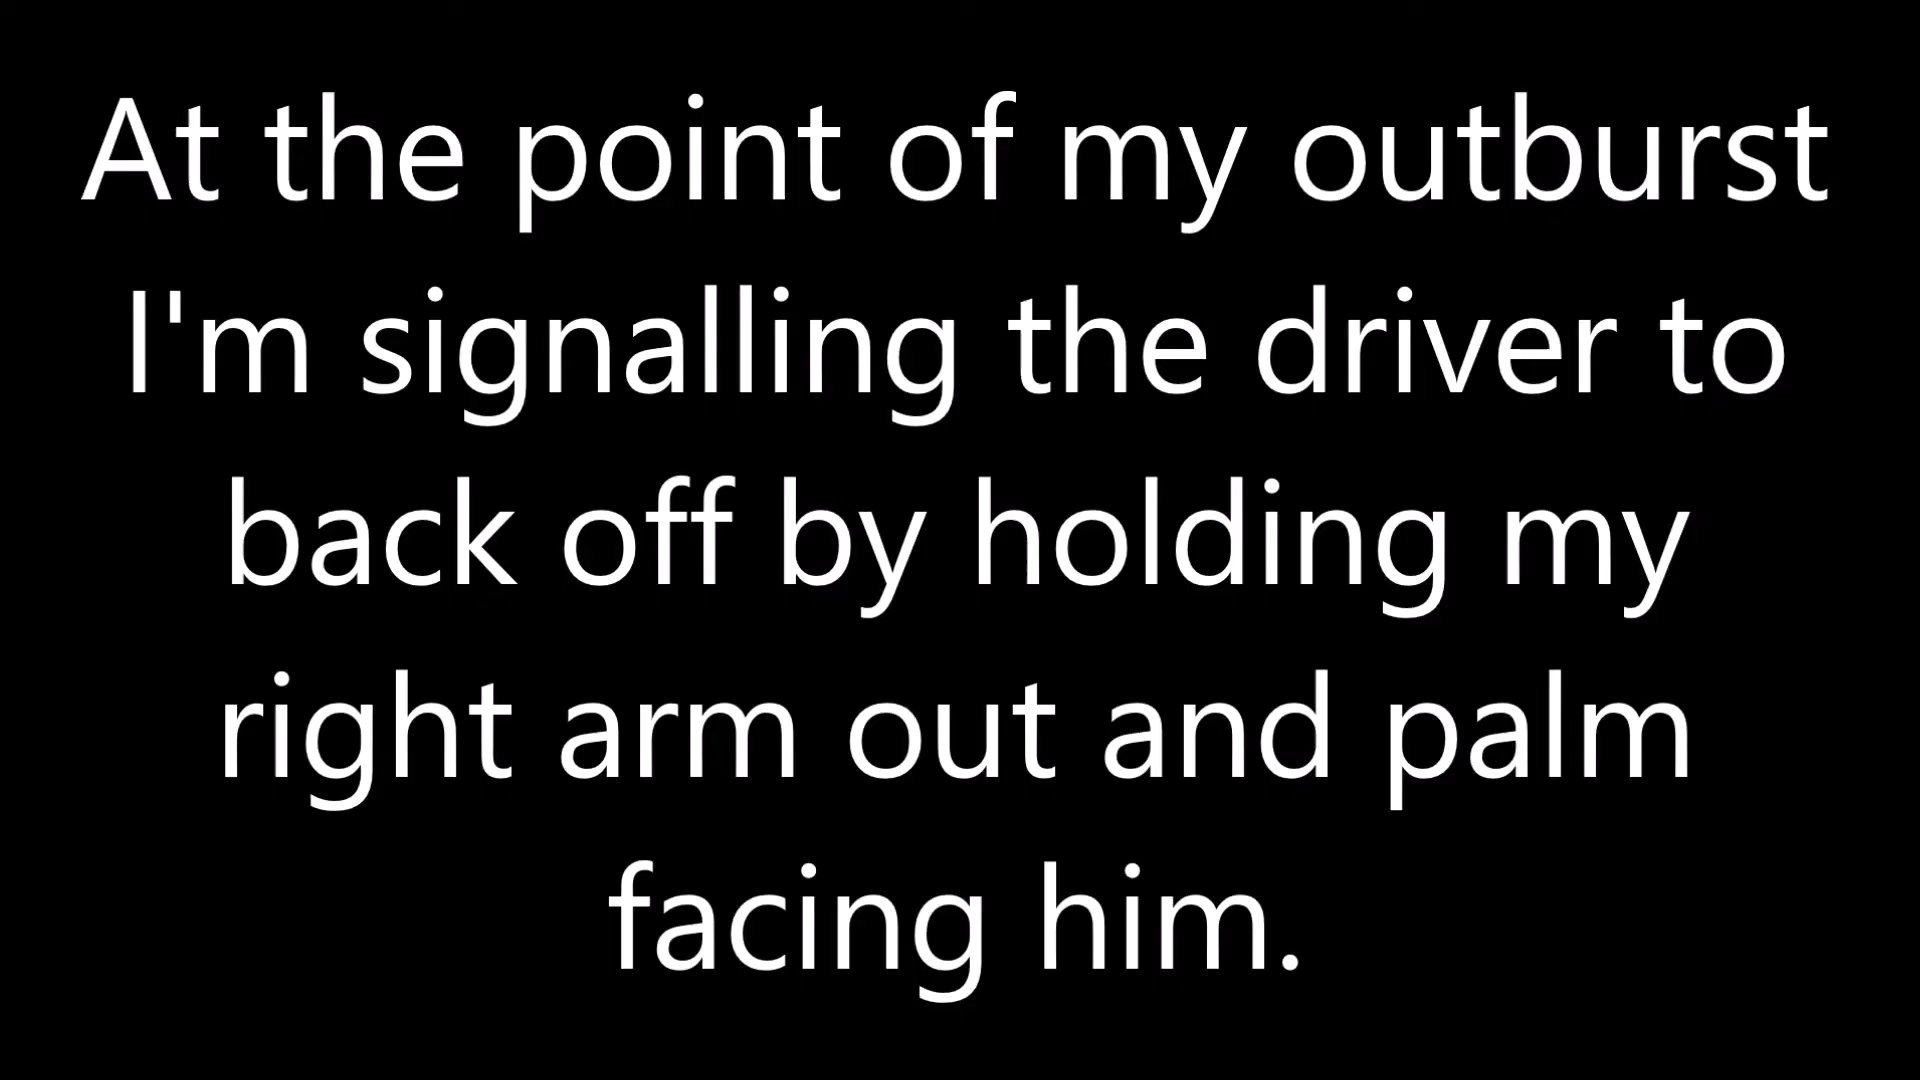 At the point of my outburst
I'm signalling the driver to
back off by holding my
right arm out and palm
facing him.